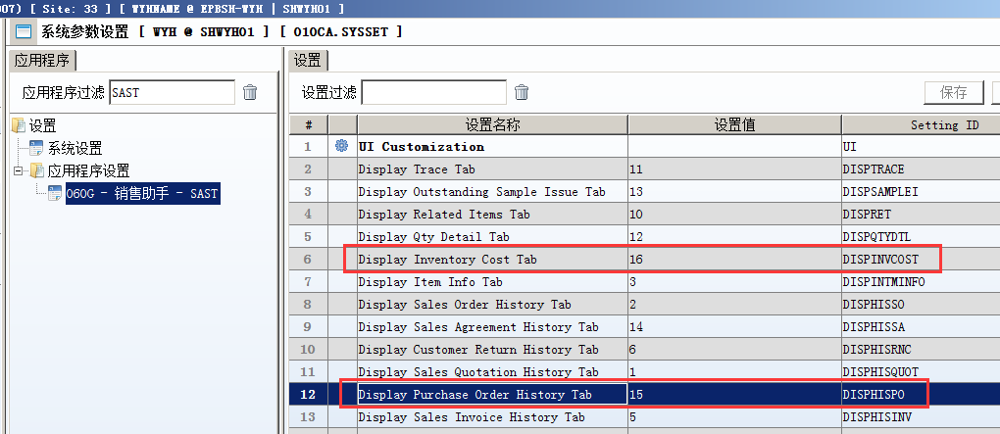 007) [ Site: 33 ] [ WYHNAME @ EPBSH-WYH | SHWYH01 ]
系统参数设置 [ WYH @ SHWYH01 ] [ 010CA.SYSSET ]
应用程序
应用程序过滤 SAST
设置
系统设置
应用程序设置
060G - 销售助手 - SAST
设置
设置过滤
保存
# 设置名称 设置值 Setting ID
1 UI Customization UI
2 Display Trace Tab 11 DISPTRACE
3 Display Outstanding Sample Issue Tab 13 DISPSAMPLEI
4 Display Related Items Tab 10 DISPRET
5 Display Qty Detail Tab 12 DISPQTYDTL
6 Display Inventory Cost Tab 16 DISPINVCOST
7 Display Item Info Tab 3 DISPINTMINFO
8 Display Sales Order History Tab 2 DISPHISSO
9 Display Sales Agreement History Tab 14 DISPHISSA
10 Display Customer Return History Tab 6 DISPHISRNC
11 Display Sales Quotation History Tab 1 DISPHISQUOT
12 Display Purchase Order History Tab 15 DISPHISPO
13 Display Sales Invoice History Tab 5 DISPHISINV